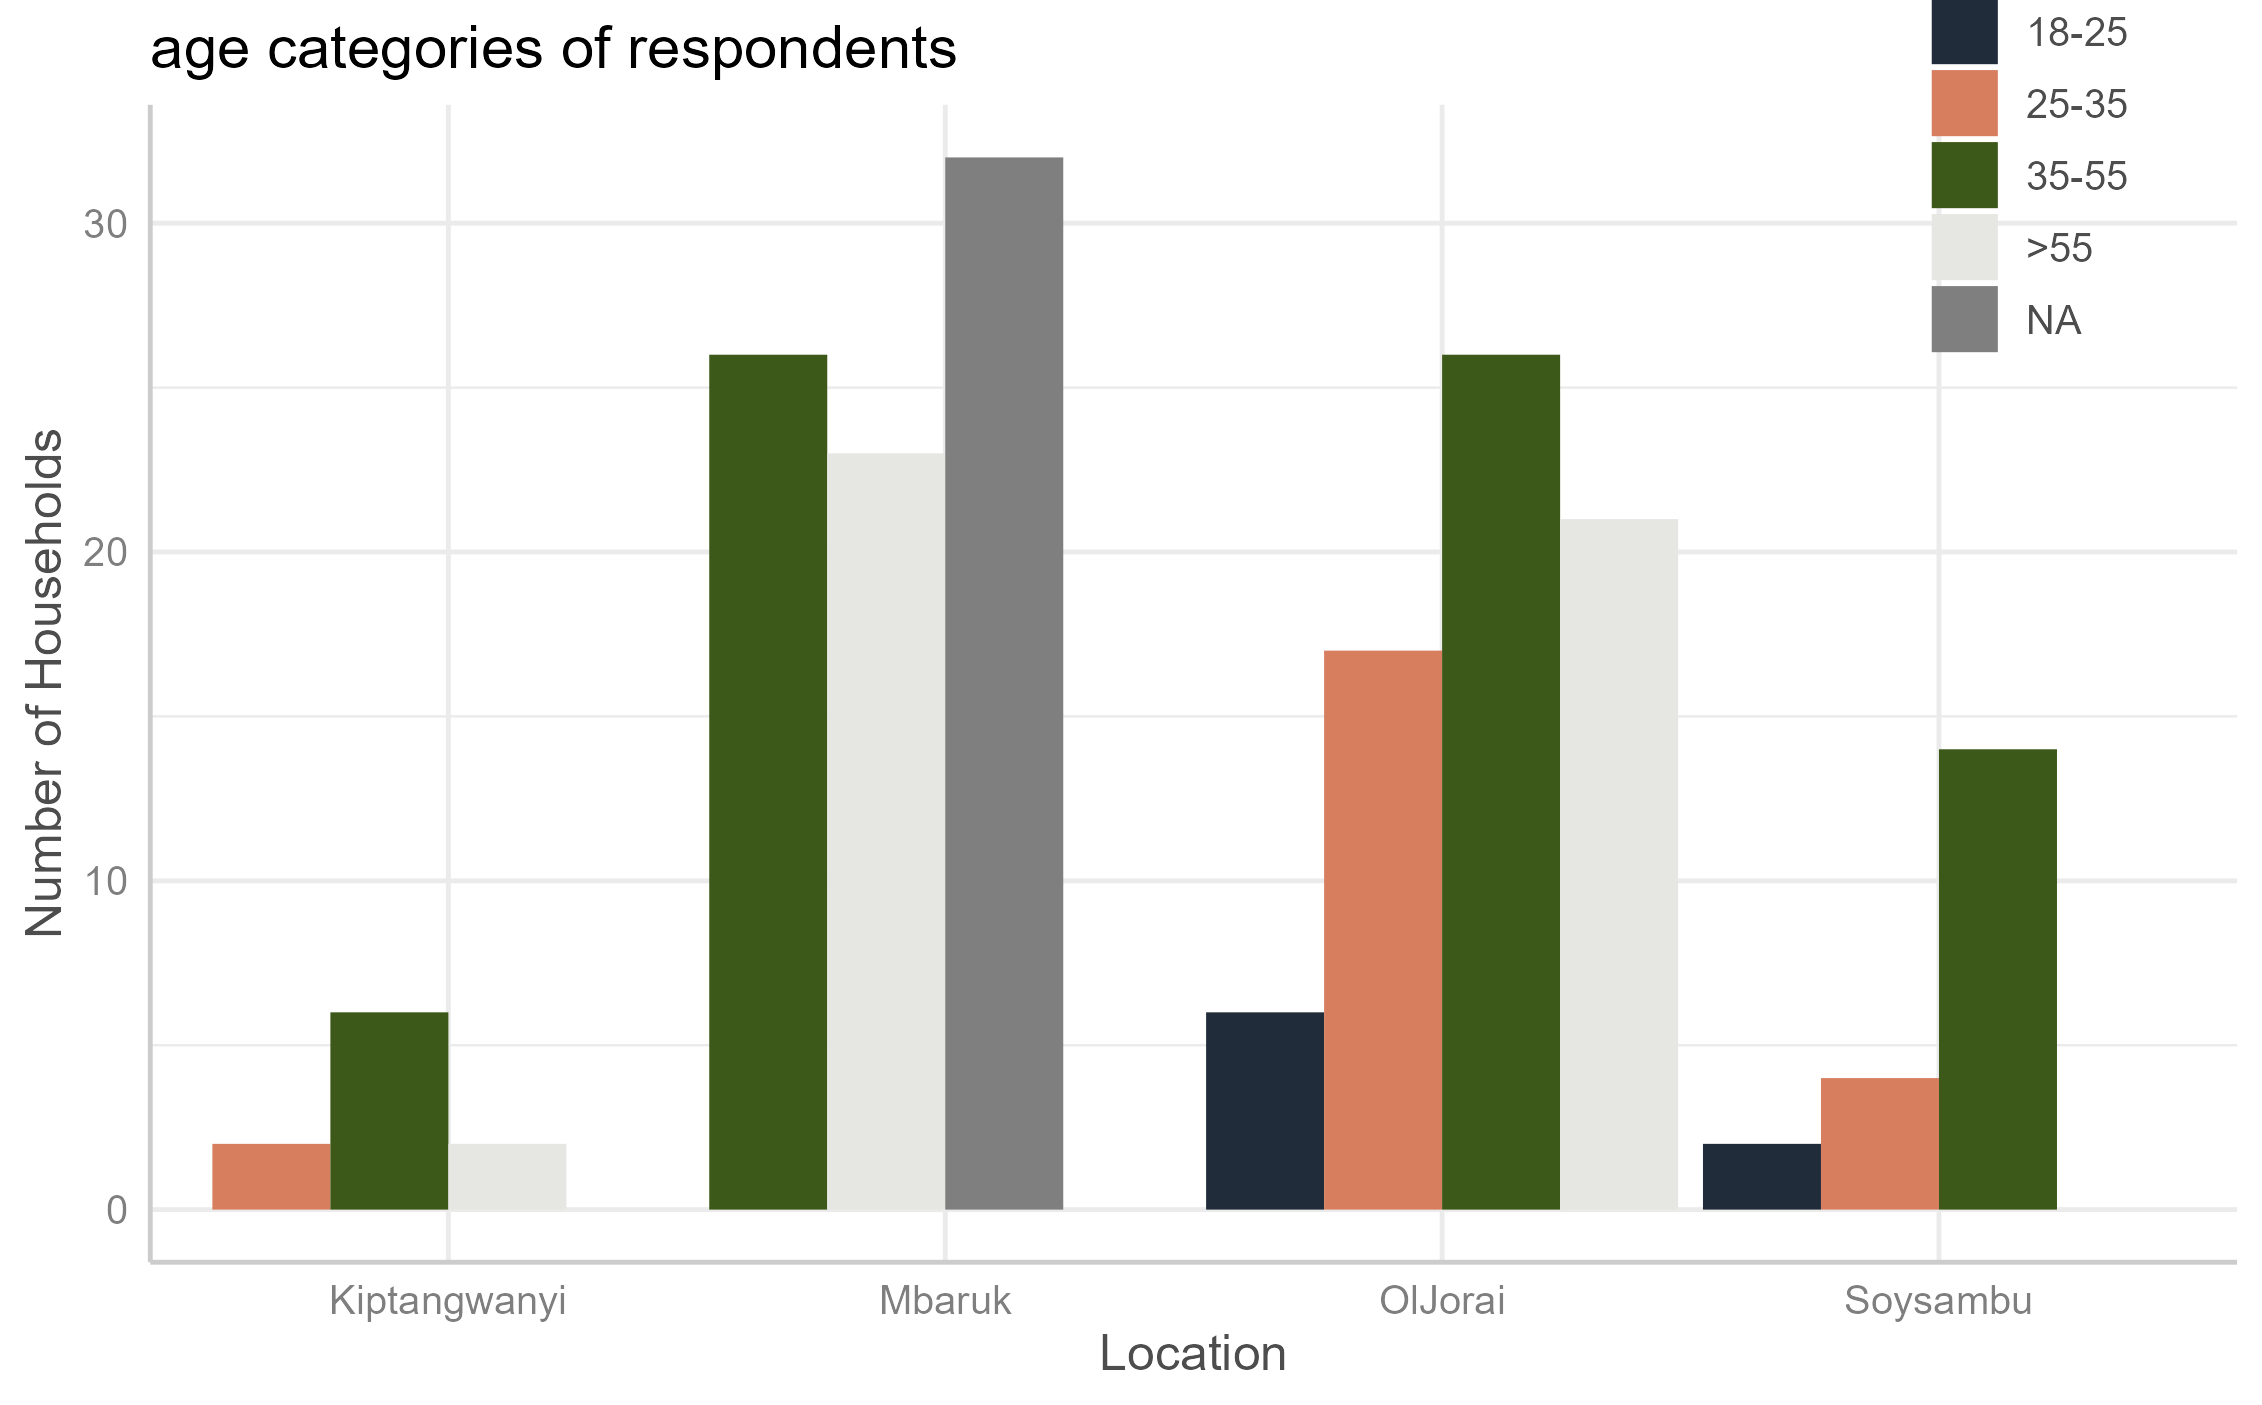 age categories of respondents
18-25
25-35
35-55
>55
NA
Number of Households
30
20
10
0
Kiptangwanyi
Mbaruk
OlJorai
Soysambu
Location